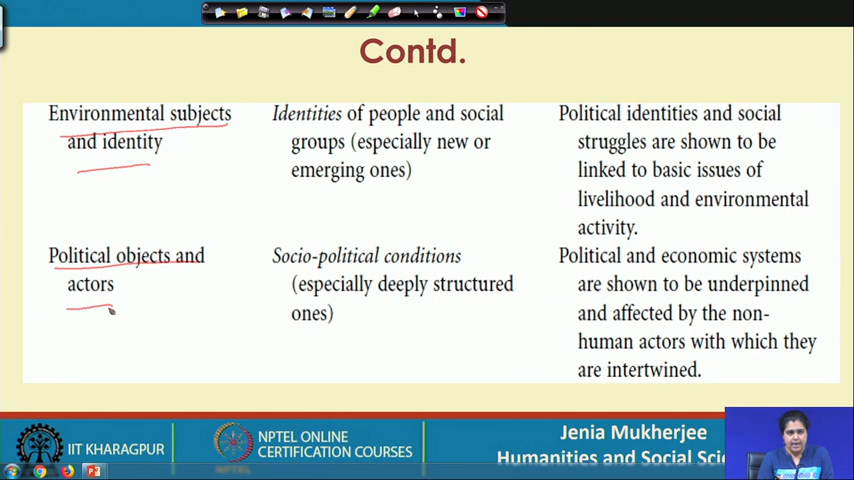 Contd.
Environmental subjects and identity
Identities of people and social groups (especially new or emerging ones)
Political identities and social struggles are shown to be linked to basic issues of livelihood and environmental activity.
Political objects and actors
Socio-political conditions (especially deeply structured ones)
Political and economic systems are shown to be underpinned and affected by the non-human actors with which they are intertwined.
IIT KHARAGPUR
NPTEL ONLINE
CERTIFICATION COURSES
Jenia Mukherjee
Humanities and Social